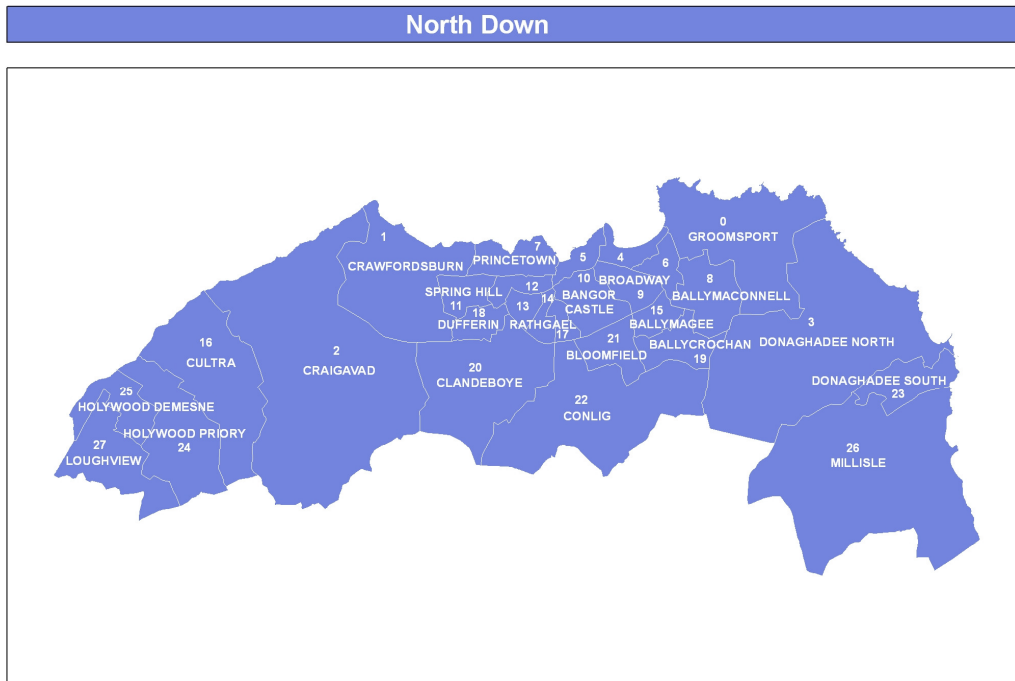 North Down
0
GROOMSPORT
1
CRAWFORDSBURN
7
PRINCETOWN
5
4
6
BROADWAY
10
BANGOR
CASTLE
8
BALLYMACONNELL
SPRING HILL
11
12
9
13
14
18
DUFFERIN
RATHGAEL
15
BALLYMAGEE
17
3
DONAGHADEE NORTH
16
CULTRA
2
CRAIGAVAD
21
BLOOMFIELD
BALLYCROCHAN
19
20
CLANDEBOYE
DONAGHADEE SOUTH
23
25
HOLYWOOD DEMESNE
22
CONLIG
HOLYWOOD PRIORY
24
27
LOUGHVIEW
26
MILLISLE